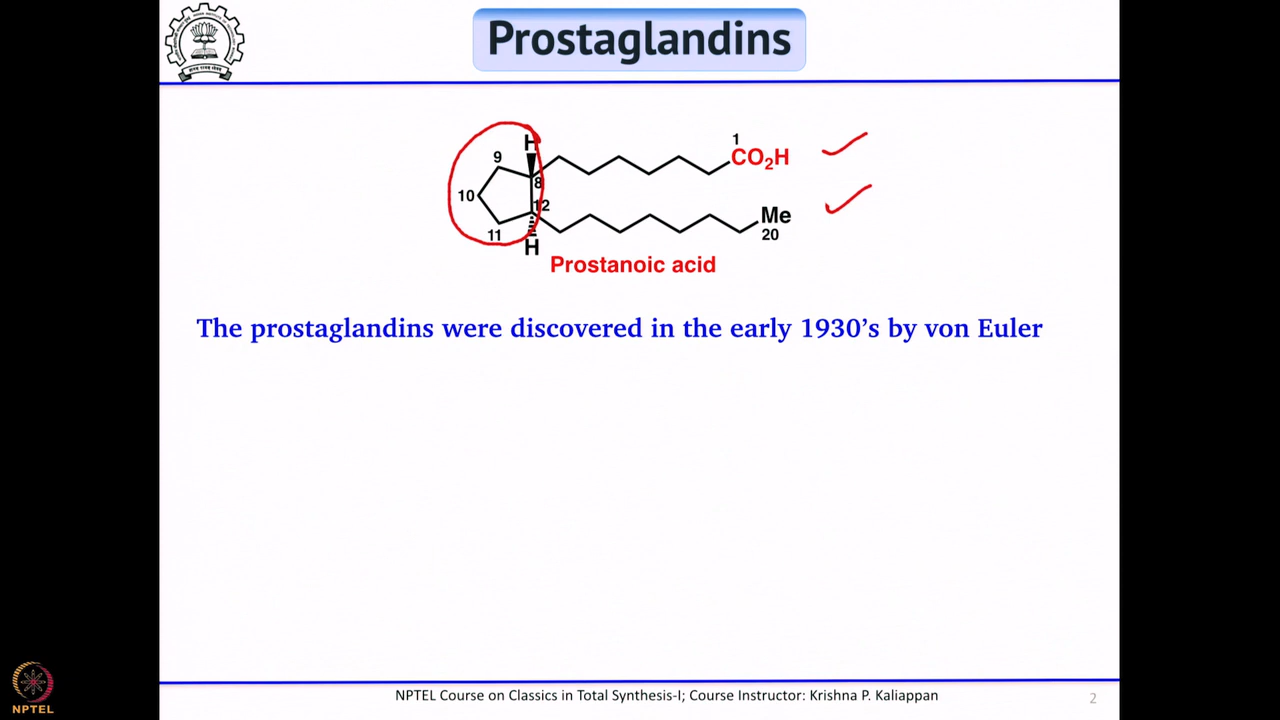 Prostaglandins
H
1
9
CO₂H
8
10
12
Me
11
20
H
Prostanoic acid
The prostaglandins were discovered in the early 1930’s by von Euler
NPTEL Course on Classics in Total Synthesis-I; Course Instructor: Krishna P. Kaliappan
2
NPTEL